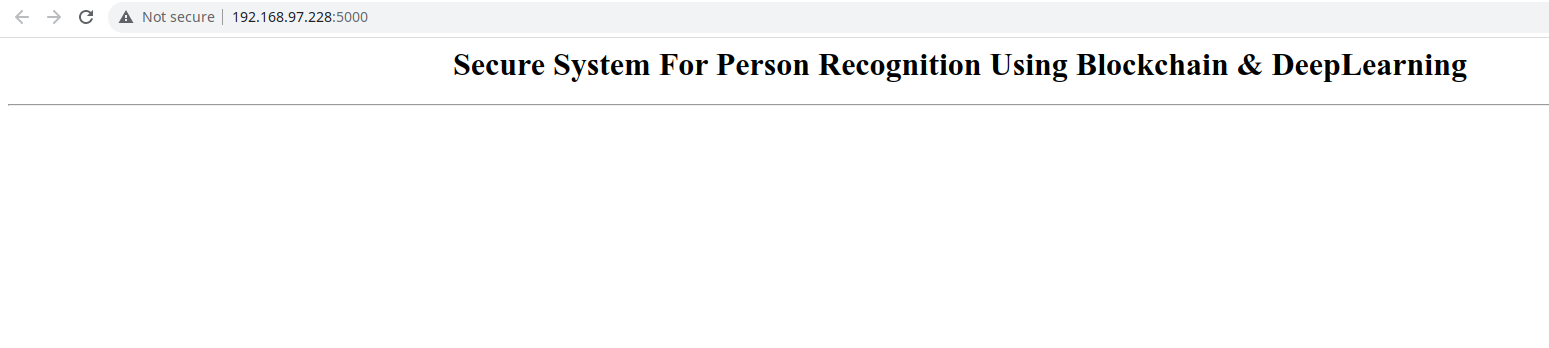 Not secure | 192.168.97.228:5000
Secure System For Person Recognition Using Blockchain & DeepLearning